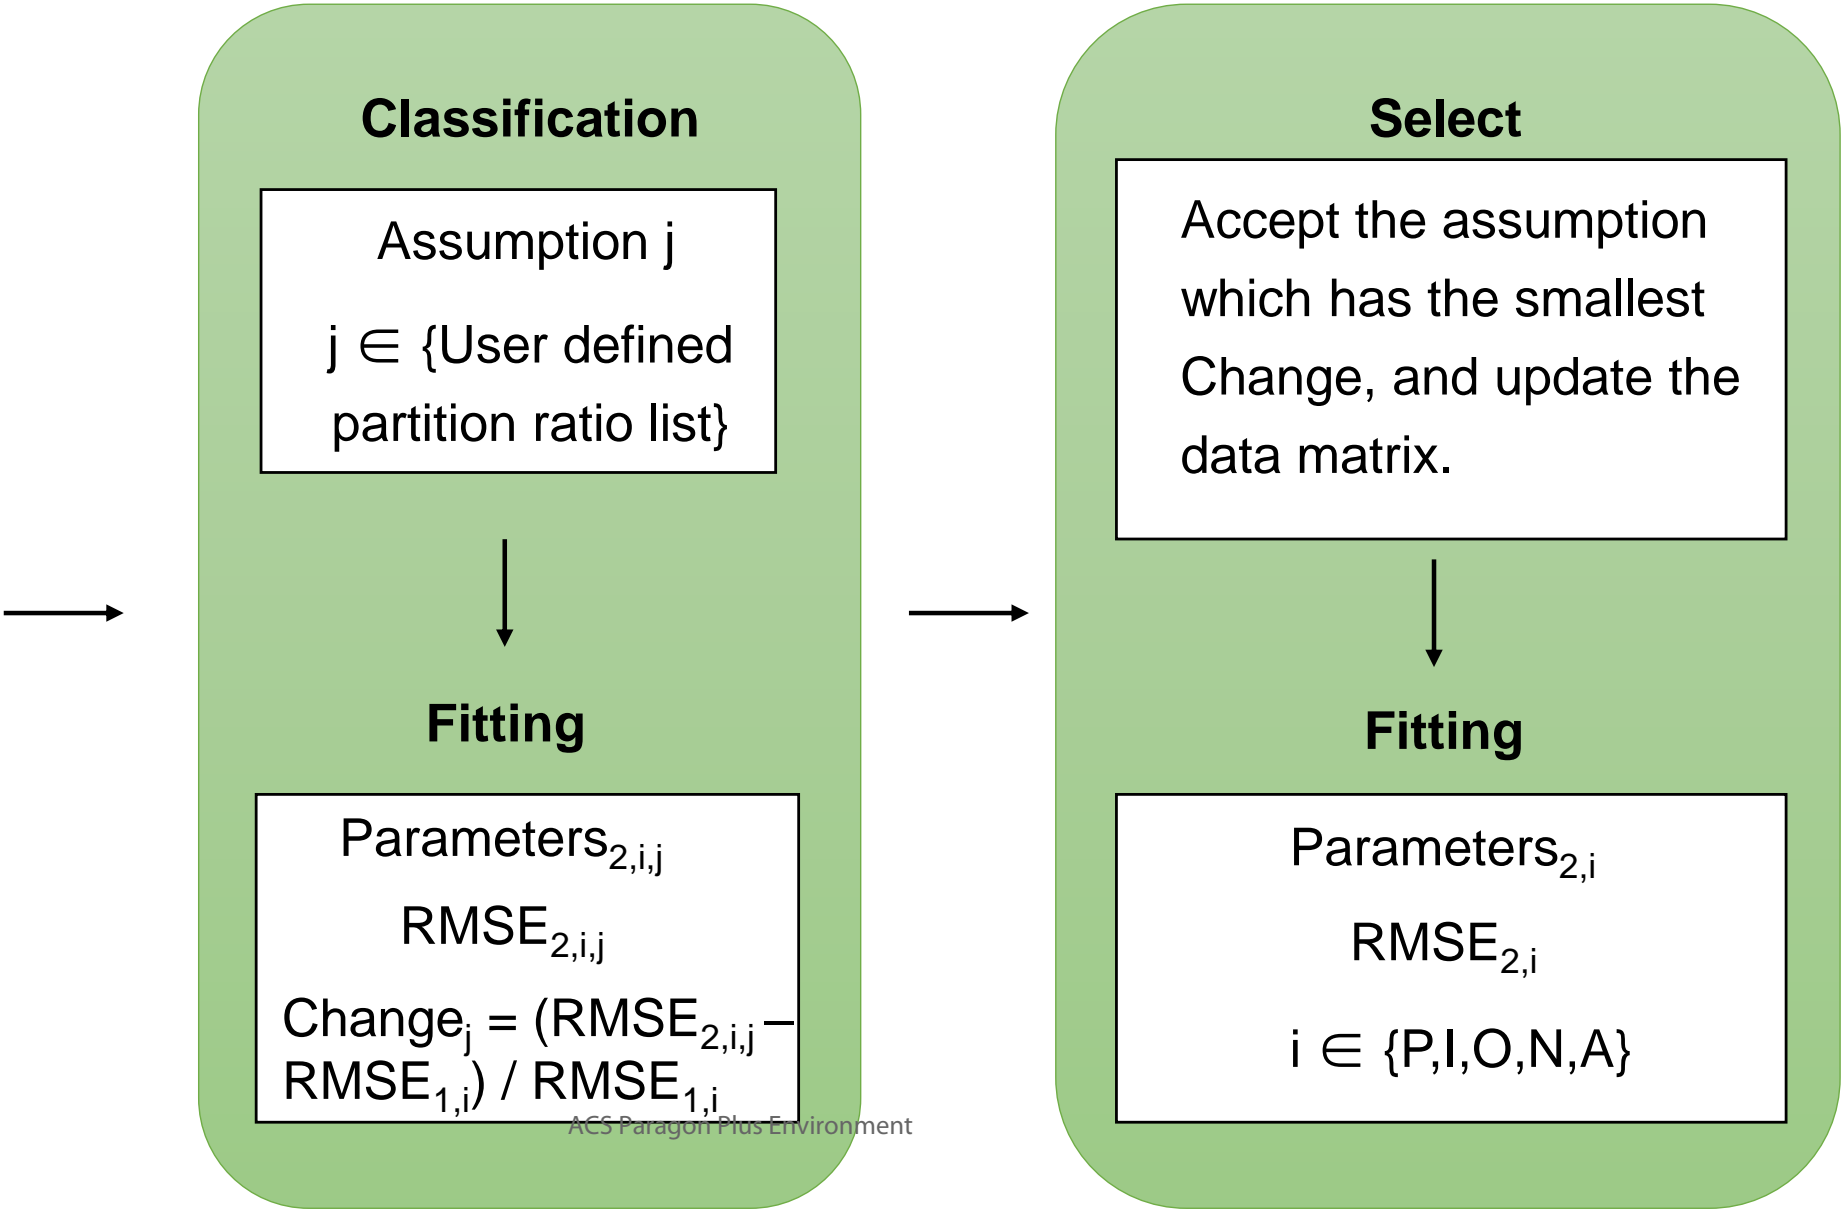 Classification
Assumption j
j ∈ {User defined
partition ratio list}
Fitting
Parameters2,i,j
RMSE2,i,j
Changej = (RMSE2,i,j –
RMSE1,i) / RMSE1,i
Select
Accept the assumption
which has the smallest
Change, and update the
data matrix.
Fitting
Parameters2,i
RMSE2,i
i ∈ {P,I,O,N,A}
ACS Paragon Plus Environment